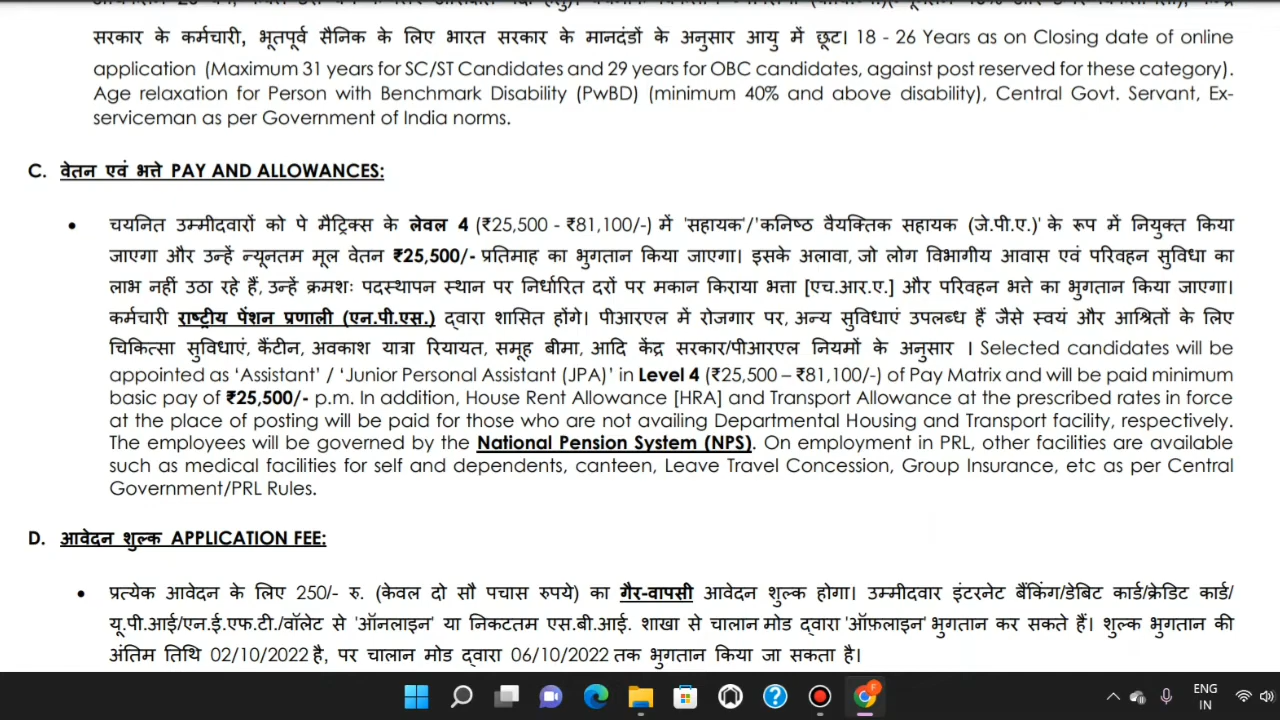 सरकार के कर्मचारी, भूतपूर्व सैनिक के लिए भारत सरकार के मानदंडों के अनुसार आयु में छूट। 18 - 26 Years as on Closing date of online
application (Maximum 31 years for SC/ST Candidates and 29 years for OBC candidates, against post reserved for these category).
Age relaxation for Person with Benchmark Disability (PwBD) (minimum 40% and above disability), Central Govt. Servant, Ex-
serviceman as per Government of India norms.
C. वेतन एवं भत्ते PAY AND ALLOWANCES:
• चयनित उम्मीदवारों को पे मैट्रिक्स के लेवल 4 (₹25,500 - ₹81,100/-) में 'सहायक'/'कनिष्ठ वैयक्तिक सहायक (जे.पी.ए.)' के रूप में नियुक्त किया
जाएगा और उन्हें न्यूनतम मूल वेतन ₹25,500/- प्रतिमाह का भुगतान किया जाएगा। इसके अलावा, जो लोग विभागीय आवास एवं परिवहन सुविधा का
लाभ नहीं उठा रहे हैं, उन्हें क्रमशः पदस्थापन स्थान पर निर्धारित दरों पर मकान किराया भत्ता [एच.आर.ए.] और परिवहन भत्ते का भुगतान किया जाएगा।
कर्मचारी राष्ट्रीय पेंशन प्रणाली (एन.पी.एस.) द्वारा शासित होंगे। पीआरएल में रोजगार पर, अन्य सुविधाएं उपलब्ध हैं जैसे स्वयं और आश्रितों के लिए
चिकित्सा सुविधाएं, कैंटीन, अवकाश यात्रा रियायत, समूह बीमा, आदि केंद्र सरकार/पीआरएल नियमों के अनुसार । Selected candidates will be
appointed as ‘Assistant’ / ‘Junior Personal Assistant (JPA)’ in Level 4 (₹25,500 – ₹81,100/-) of Pay Matrix and will be paid minimum
basic pay of ₹25,500/- p.m. In addition, House Rent Allowance [HRA] and Transport Allowance at the prescribed rates in force
at the place of posting will be paid for those who are not availing Departmental Housing and Transport facility, respectively.
The employees will be governed by the National Pension System (NPS). On employment in PRL, other facilities are available
such as medical facilities for self and dependents, canteen, Leave Travel Concession, Group Insurance, etc as per Central
Government/PRL Rules.
D. आवेदन शुल्क APPLICATION FEE:
• प्रत्येक आवेदन के लिए 250/- रु. (केवल दो सौ पचास रुपये) का गैर-वापसी आवेदन शुल्क होगा। उम्मीदवार इंटरनेट बैंकिंग/डेबिट कार्ड/क्रेडिट कार्ड/
यू.पी.आई/एन.ई.एफ.टी./वॉलेट से 'ऑनलाइन' या निकटतम एस.बी.आई. शाखा से चालान मोड द्वारा 'ऑफ़लाइन' भुगतान कर सकते हैं। शुल्क भुगतान की
अंतिम तिथि 02/10/2022 है, पर चालान मोड द्वारा 06/10/2022 तक भुगतान किया जा सकता है।
ENG
IN